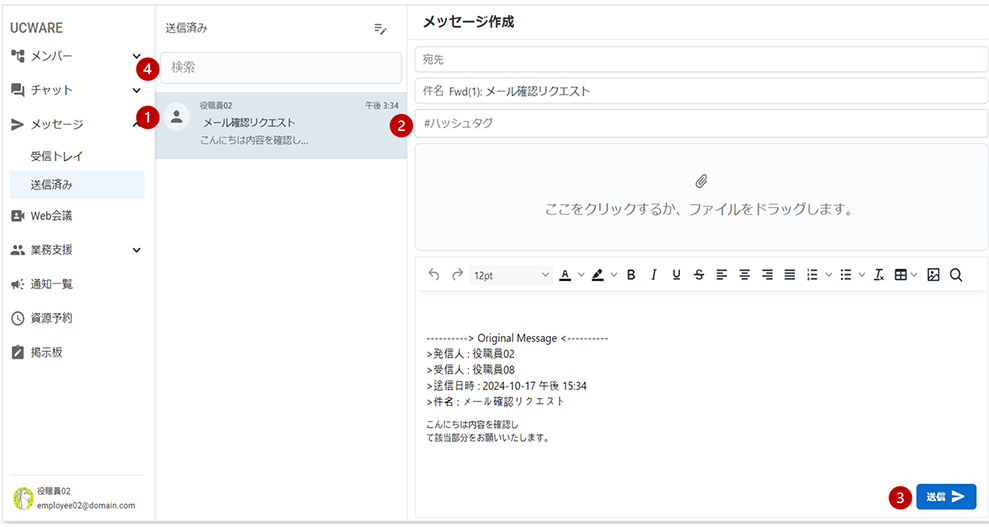 UCWARE
メンバー
チャット
メッセージ
受信トレイ
送信済み
Web会議
業務支援
通知一覧
資源予約
掲示板
役職員02
employee02@domain.com
送信済み
4
検索
1
役職員02 午後 3:34
メール確認リクエスト
こんにちは内容を確認し...
メッセージ作成
宛先
件名 Fwd(1): メール確認リクエスト
2
#ハッシュタグ
ここをクリックするか、ファイルをドラッグします。
12pt A B I U S
----------> Original Message <----------
>発信人 : 役職員02
>受信人 : 役職員08
>送信日時 : 2024-10-17 午後 15:34
>件名 : メール確認リクエスト
こんにちは内容を確認し
て該当部分をお願いいたします。
3
送信